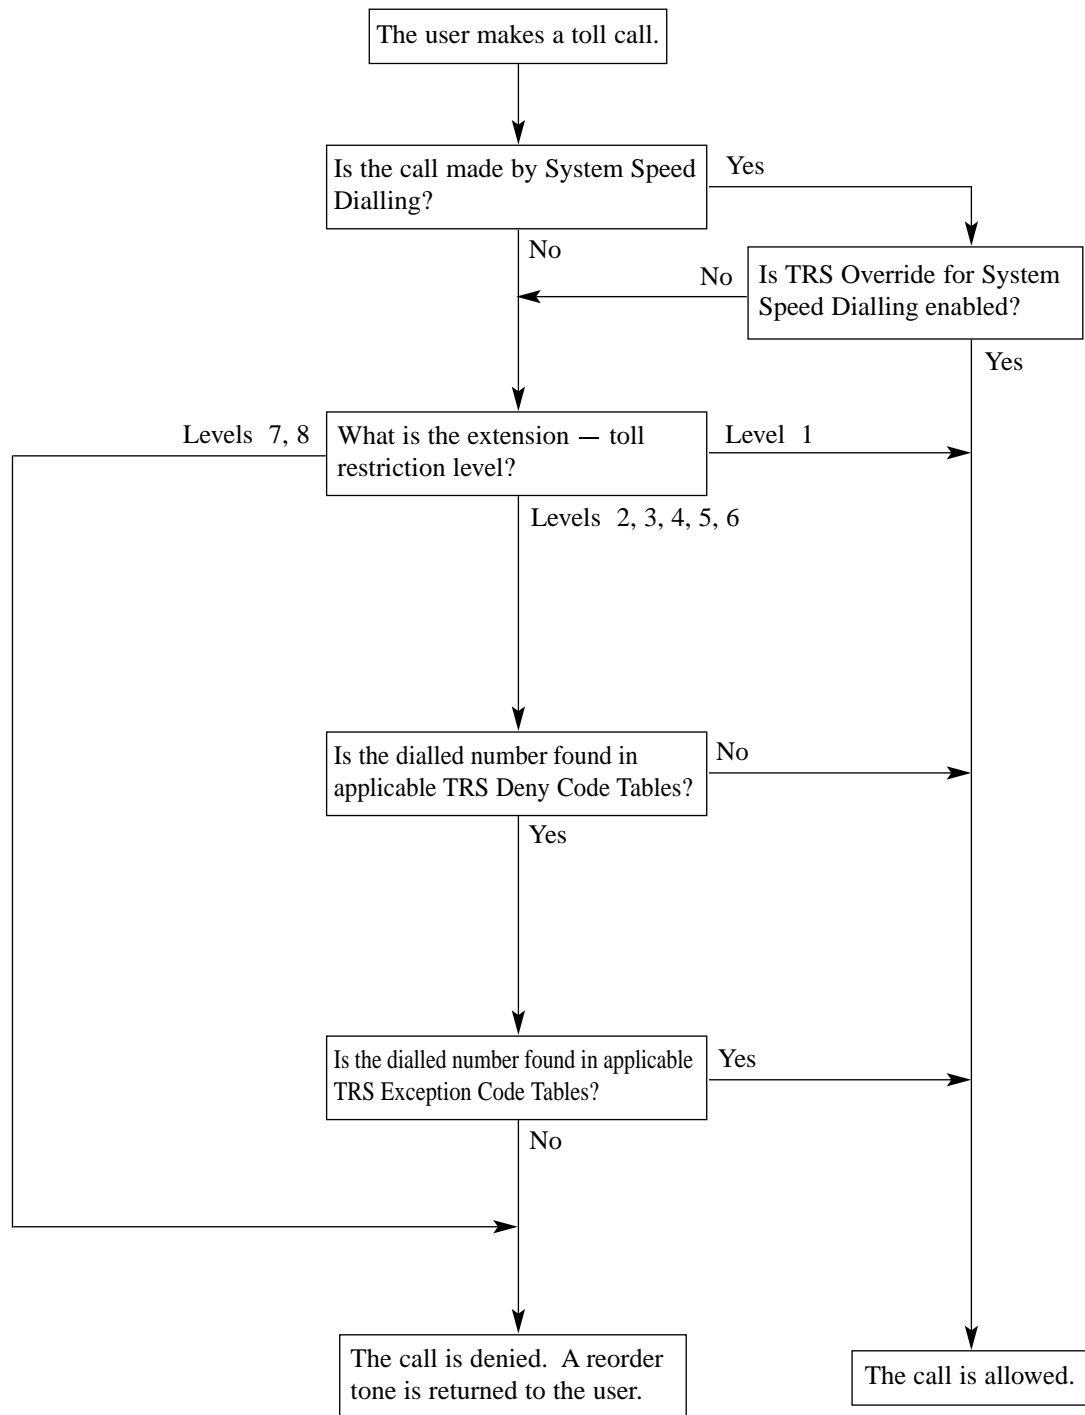 The user makes a toll call.
Is the call made by System Speed
Dialling?
Yes
No
No
Is TRS Override for System
Speed Dialling enabled?
Yes
Levels 7, 8
What is the extension — toll
restriction level?
Level 1
Levels 2, 3, 4, 5, 6
Is the dialled number found in
applicable TRS Deny Code Tables?
No
Yes
Is the dialled number found in applicable
TRS Exception Code Tables?
Yes
No
The call is denied. A reorder
tone is returned to the user.
The call is allowed.